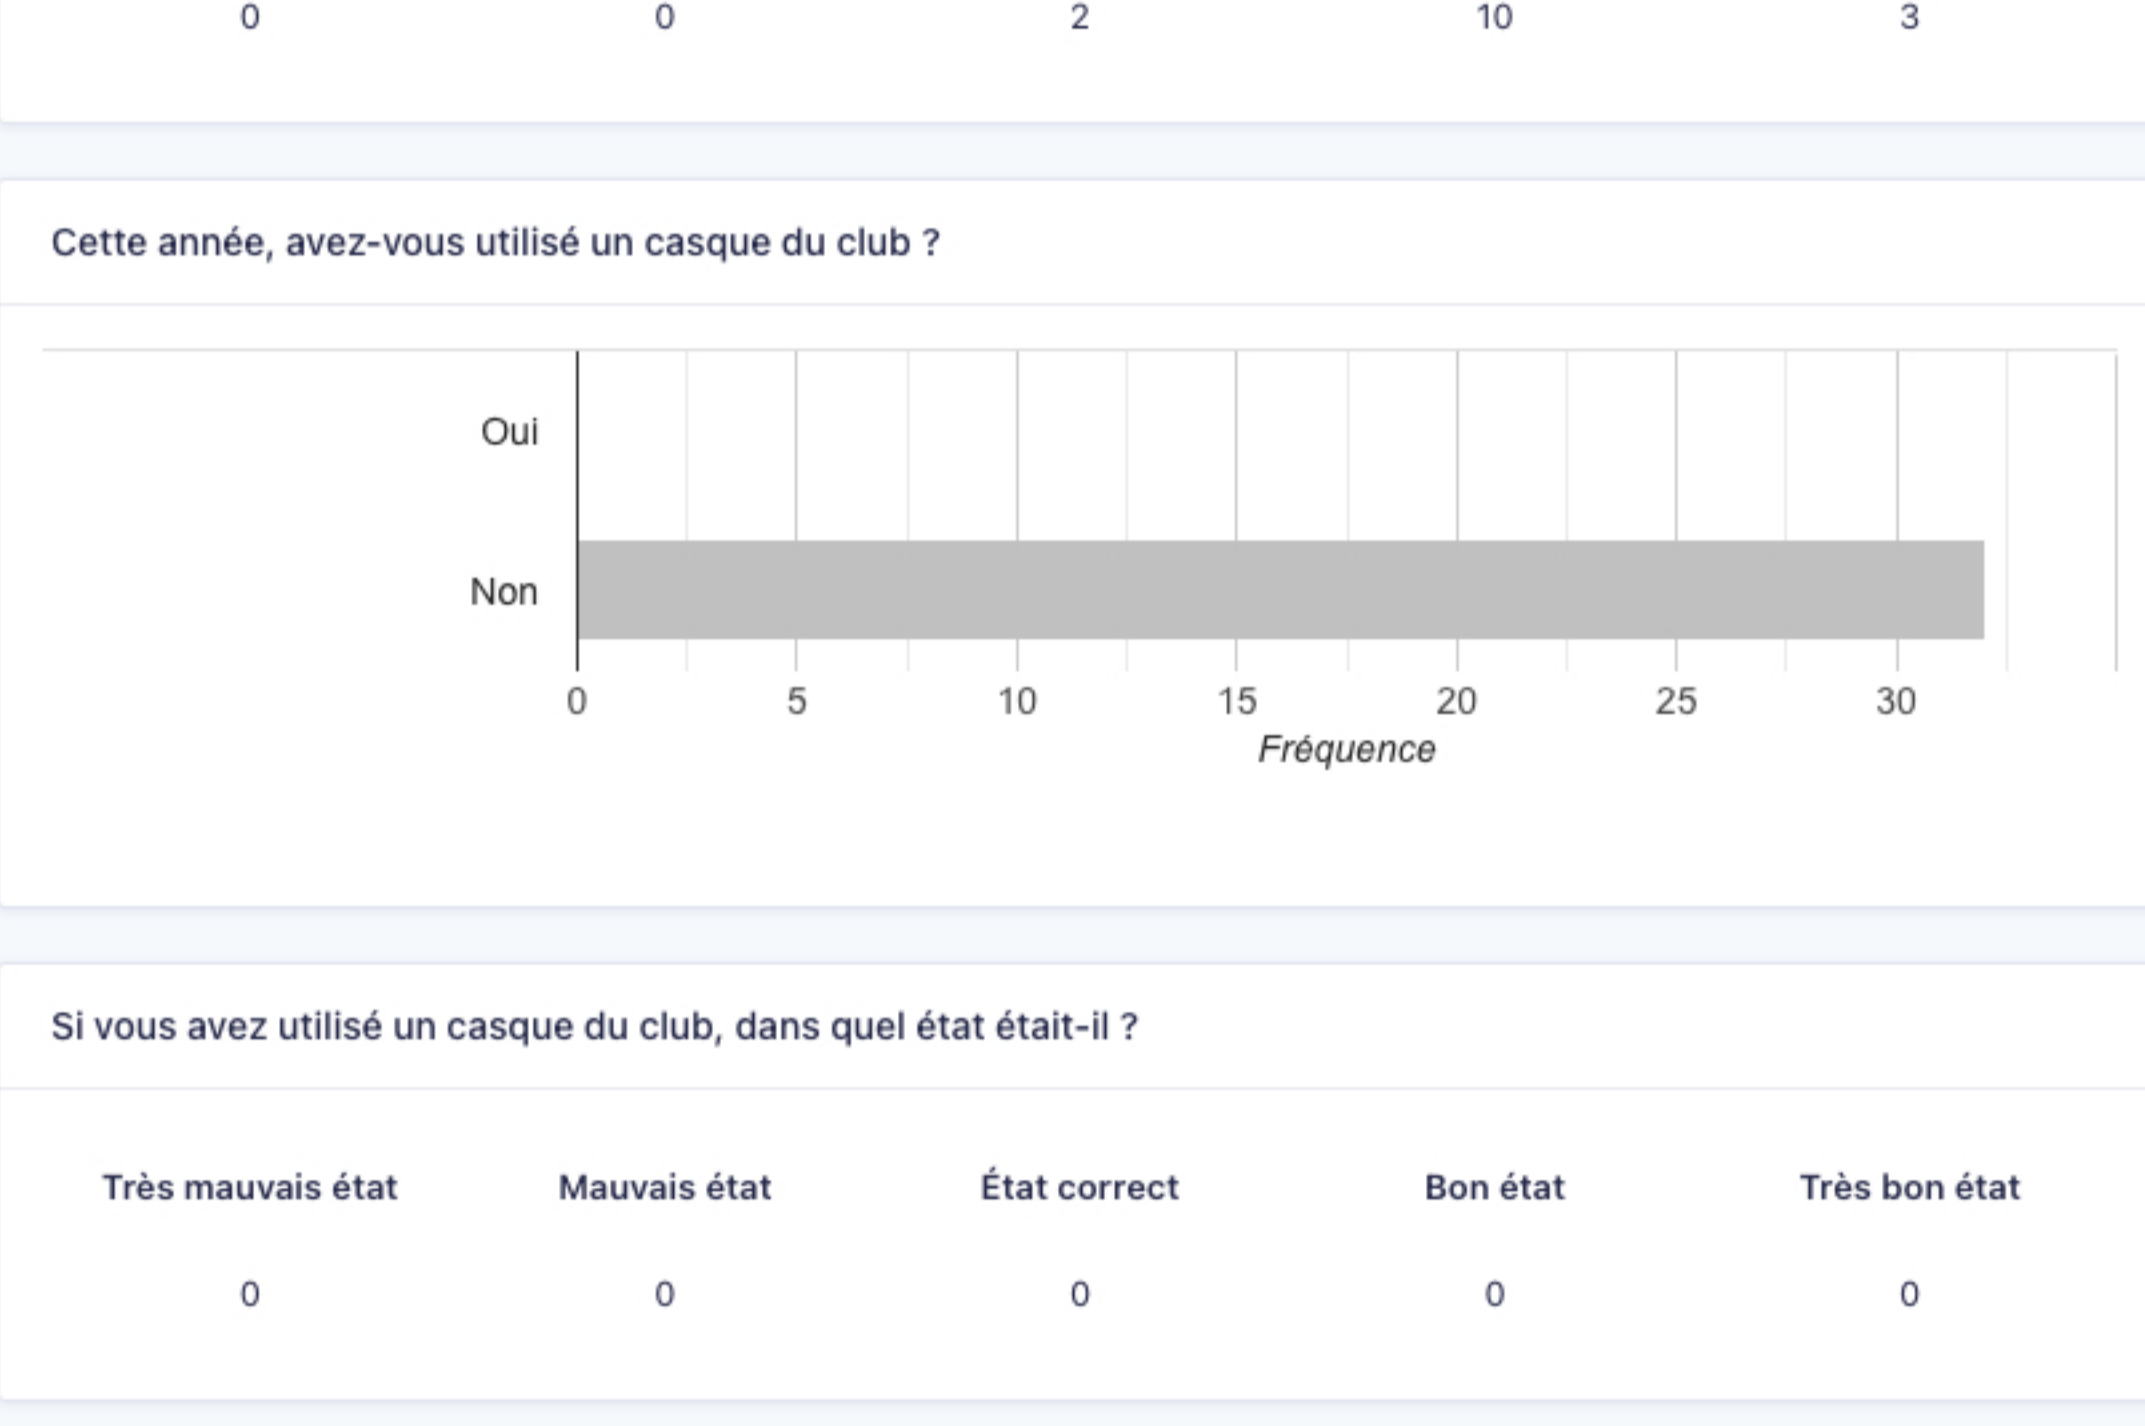 0 0 2 10 3
Cette année, avez-vous utilisé un casque du club ?
Oui
Non
0 5 10 15 20 25 30
Fréquence
Si vous avez utilisé un casque du club, dans quel état était-il ?
Très mauvais état Mauvais état État correct Bon état Très bon état
0 0 0 0 0